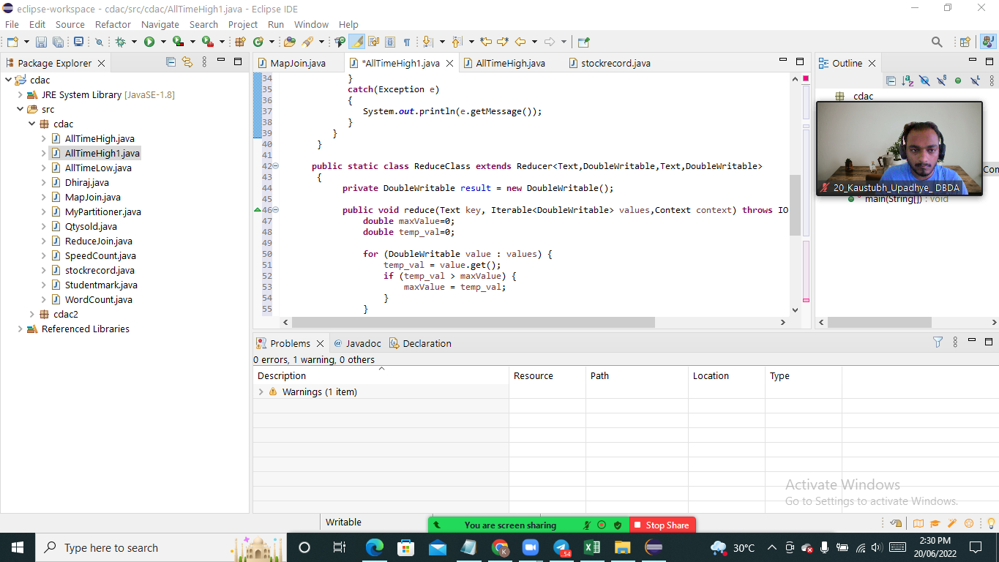 eclipse-workspace - cdac/src/cdac/AllTimeHigh1.java - Eclipse IDE
File Edit Source Refactor Navigate Search Project Run Window Help
Package Explorer
cdac
JRE System Library [JavaSE-1.8]
src
cdac
AllTimeHigh.java
AllTimeHigh1.java
AllTimeLow.java
Dhiraj.java
MapJoin.java
MyPartitioner.java
Qtysold.java
ReduceJoin.java
SpeedCount.java
stockrecord.java
Studentmark.java
WordCount.java
cdac2
Referenced Libraries
MapJoin.java *AllTimeHigh1.java AllTimeHigh.java stockrecord.java
34 }
35 catch(Exception e)
36 {
37 System.out.println(e.getMessage());
38 }
39 }
40 }
41
42 public static class ReduceClass extends Reducer<Text,DoubleWritable,Text,DoubleWritable>
43 {
44 private DoubleWritable result = new DoubleWritable();
45
46 public void reduce(Text key, Iterable<DoubleWritable> values,Context context) throws IO
47 double maxValue=0;
48 double temp_val=0;
49
50 for (DoubleWritable value : values) {
51 temp_val = value.get();
52 if (temp_val > maxValue) {
53 maxValue = temp_val;
54 }
55 }
Outline
cdac
Con
main(String[]) : void
20_Kaustubh_Upadhye_ DBDA
Problems Javadoc Declaration
0 errors, 1 warning, 0 others
Description Resource Path Location Type
Warnings (1 item)
Activate Windows
Go to Settings to activate Windows.
Writable
You are screen sharing Stop Share
Type here to search
54
K
30°C
2:30 PM
20/06/2022